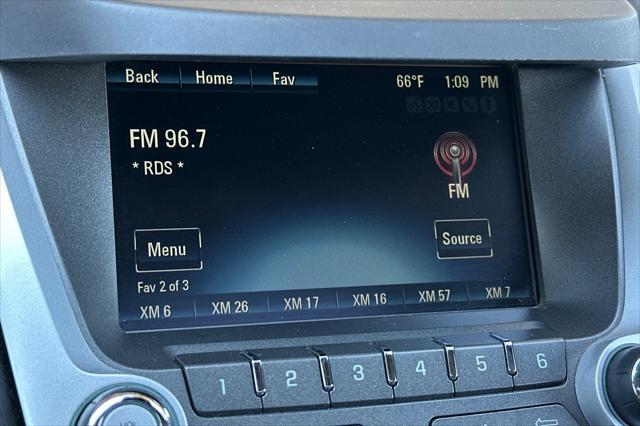 Back Home Fav 66°F 1:09 PM
FM 96.7
* RDS *
FM
Menu Source
Fav 2 of 3
XM 6 XM 26 XM 17 XM 16 XM 57 XM 7
1 2 3 4 5 6
VOL